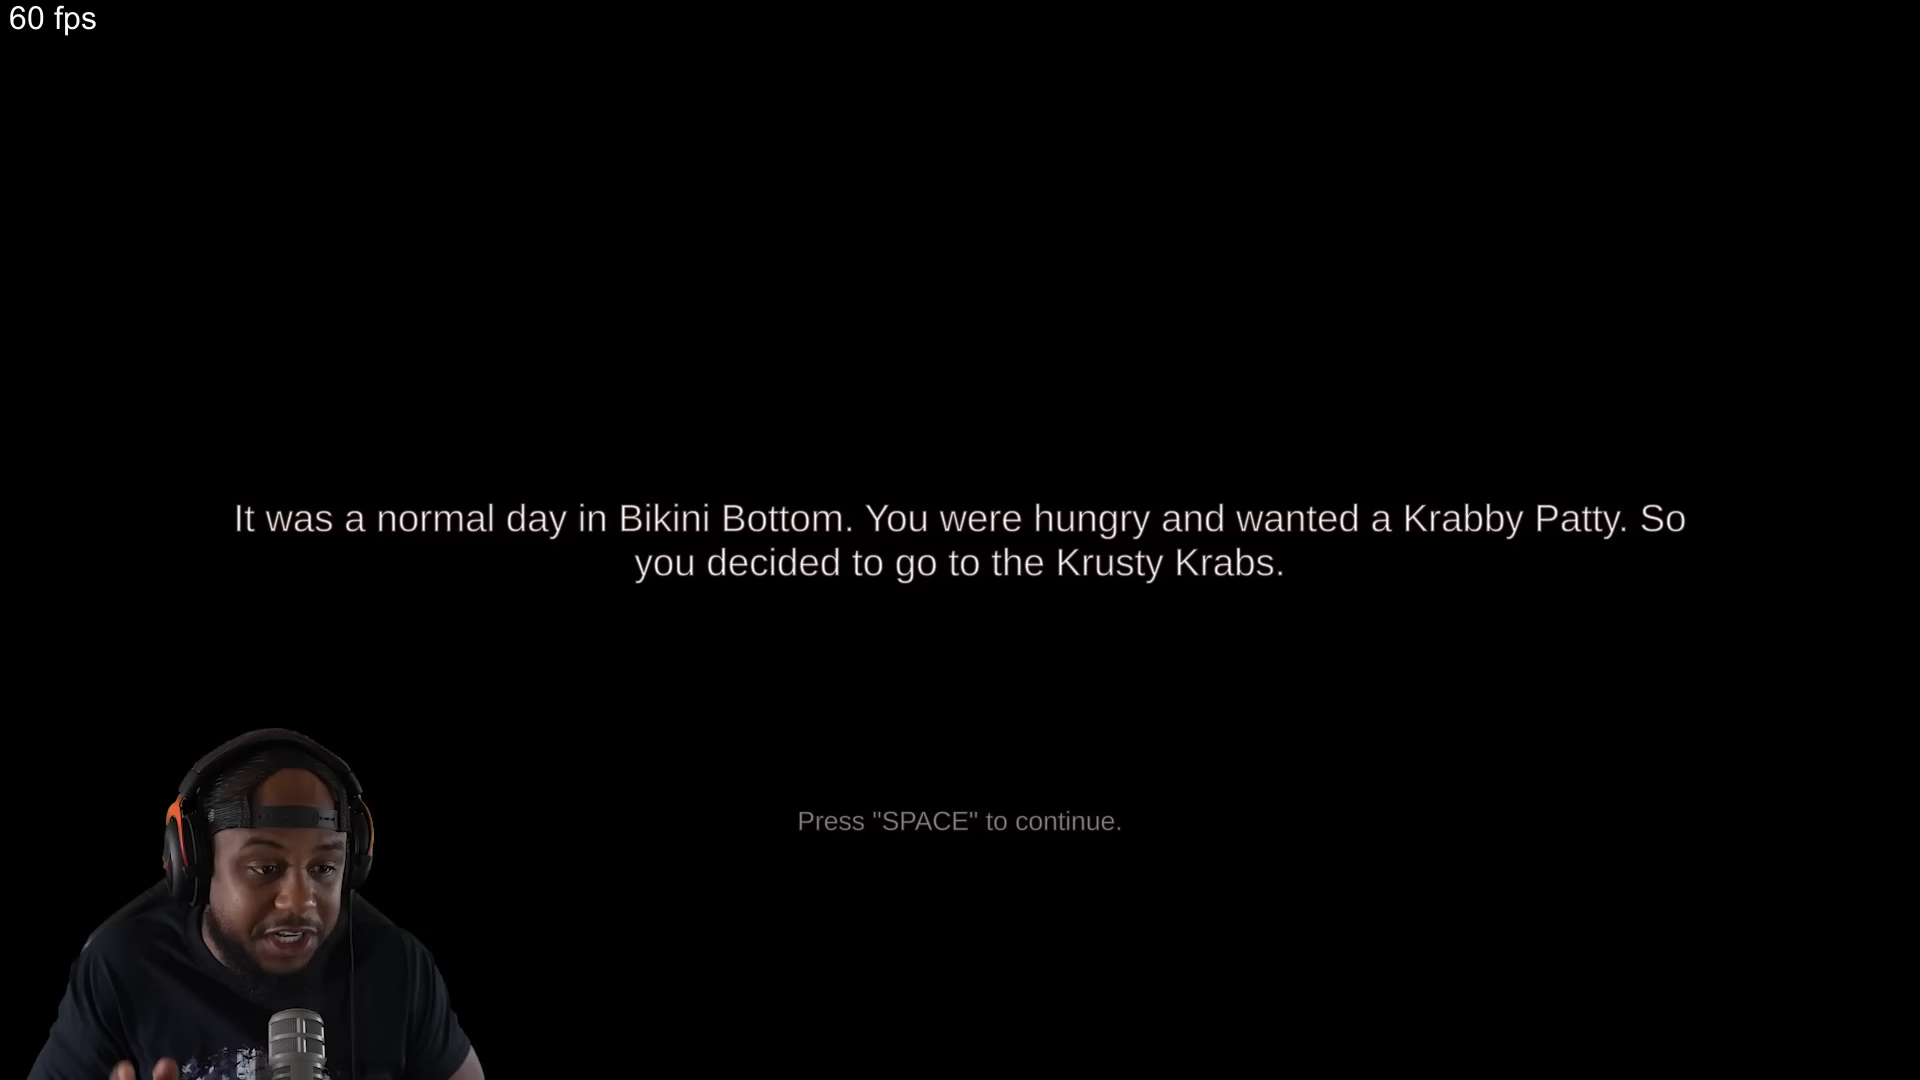 60 fps
It was a normal day in Bikini Bottom. You were hungry and wanted a Krabby Patty. So
you decided to go to the Krusty Krabs.
Press "SPACE" to continue.